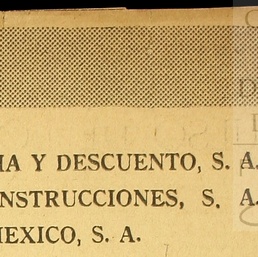 IA Y DESCUENTO, S. A.
NSTRUCCIONES, S. A.
MEXICO, S. A.